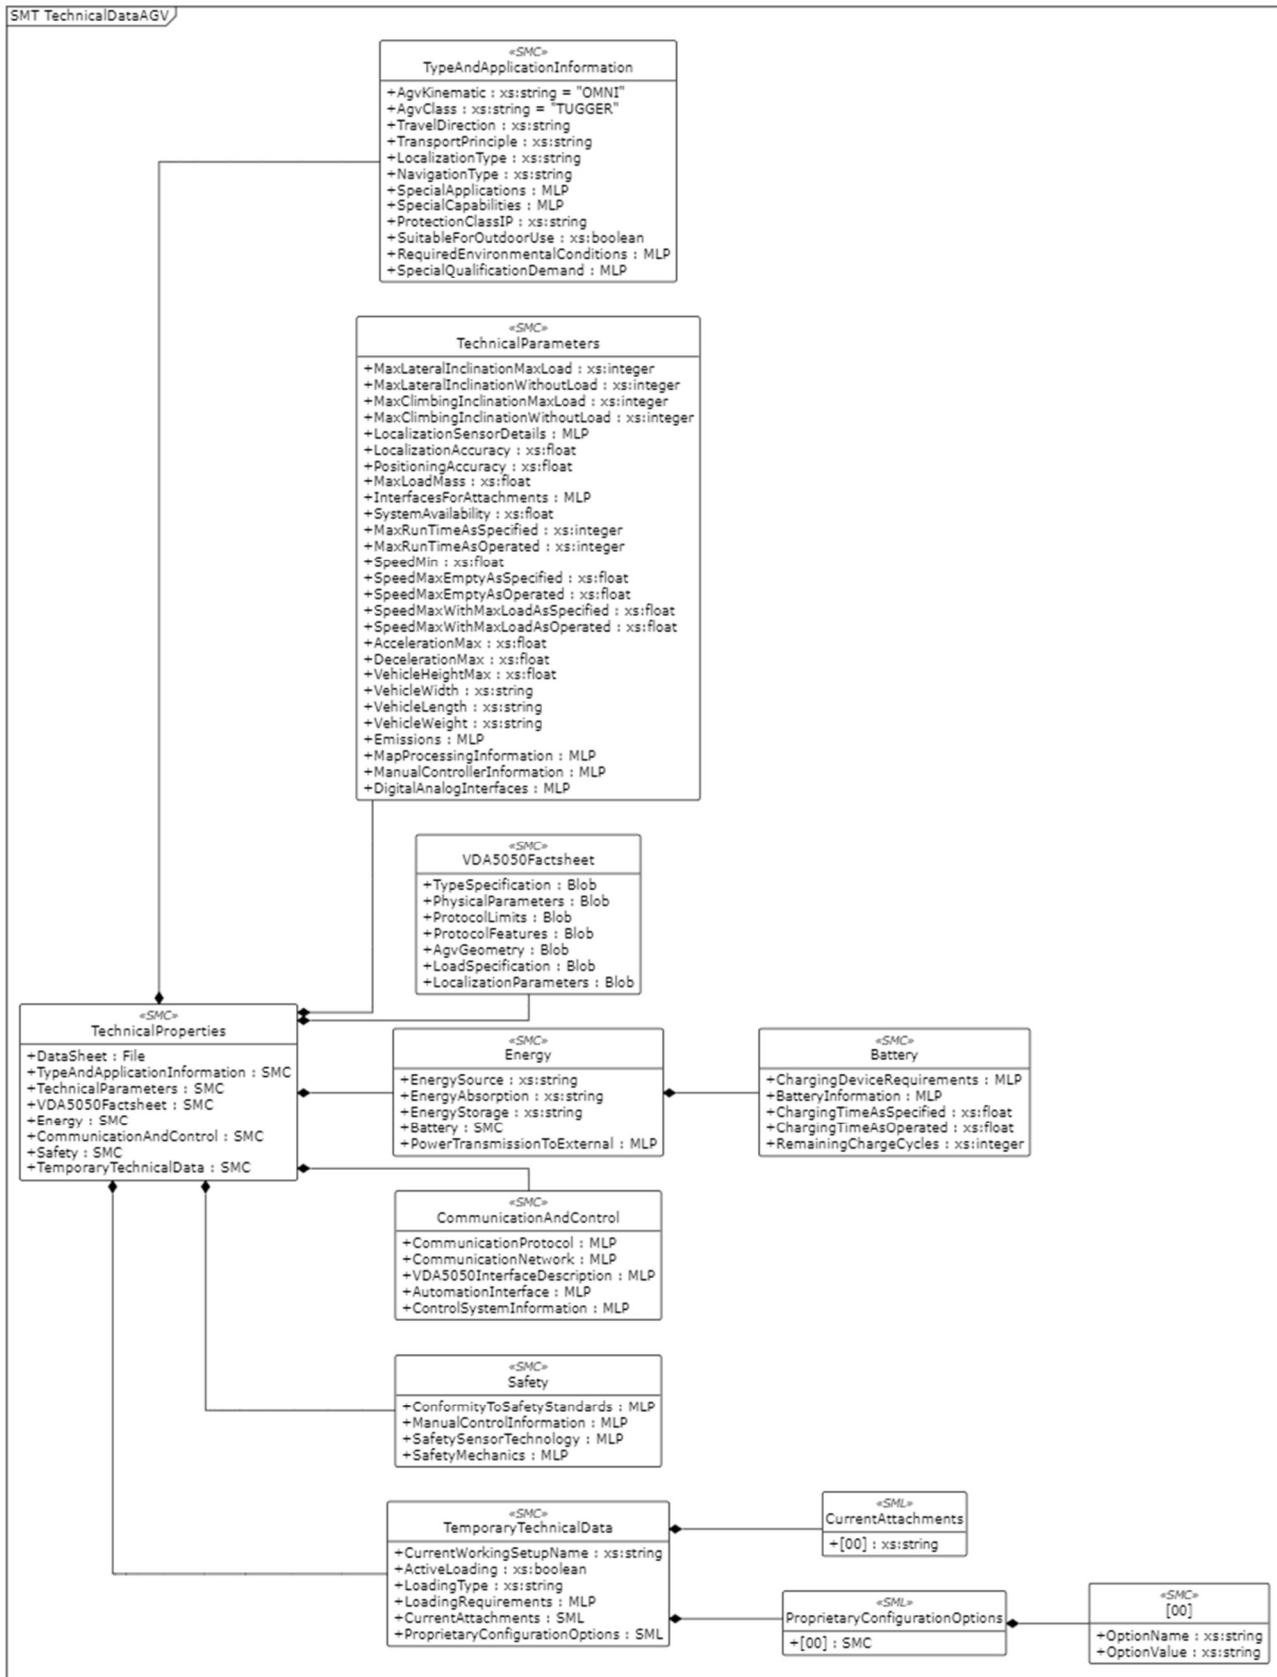 SMT TechnicalDataAGV
«SMC»
TypeAndApplicationInformation
+AgvKinematic : xs:string = "OMNI"
+AgvClass : xs:string = "TUGGER"
+TravelDirection : xs:string
+TransportPrinciple : xs:string
+LocalizationType : xs:string
+NavigationType : xs:string
+SpecialApplications : MLP
+SpecialCapabilities : MLP
+ProtectionClassIP : xs:string
+SuitableForOutdoorUse : xs:boolean
+RequiredEnvironmentalConditions : MLP
+SpecialQualificationDemand : MLP
«SMC»
TechnicalParameters
+MaxLateralInclinationMaxLoad : xs:integer
+MaxLateralInclinationWithoutLoad : xs:integer
+MaxClimbingInclinationMaxLoad : xs:integer
+MaxClimbingInclinationWithoutLoad : xs:integer
+LocalizationSensorDetails : MLP
+LocalizationAccuracy : xs:float
+PositioningAccuracy : xs:float
+MaxLoadMass : xs:float
+InterfacesForAttachments : MLP
+SystemAvailability : xs:float
+MaxRunTimeAsSpecified : xs:integer
+MaxRunTimeAsOperated : xs:integer
+SpeedMin : xs:float
+SpeedMaxEmptyAsSpecified : xs:float
+SpeedMaxEmptyAsOperated : xs:float
+SpeedMaxWithMaxLoadAsSpecified : xs:float
+SpeedMaxWithMaxLoadAsOperated : xs:float
+AccelerationMax : xs:float
+DecelerationMax : xs:float
+VehicleHeightMax : xs:float
+VehicleWidth : xs:string
+VehicleLength : xs:string
+VehicleWeight : xs:string
+Emissions : MLP
+MapProcessingInformation : MLP
+ManualControllerInformation : MLP
+DigitalAnalogInterfaces : MLP
«SMC»
VDA5050Factsheet
+TypeSpecification : Blob
+PhysicalParameters : Blob
+ProtocolLimits : Blob
+ProtocolFeatures : Blob
+AgvGeometry : Blob
+LoadSpecification : Blob
+LocalizationParameters : Blob
«SMC»
TechnicalProperties
+DataSheet : File
+TypeAndApplicationInformation : SMC
+TechnicalParameters : SMC
+VDA5050Factsheet : SMC
+Energy : SMC
+CommunicationAndControl : SMC
+Safety : SMC
+TemporaryTechnicalData : SMC
«SMC»
Energy
+EnergySource : xs:string
+EnergyAbsorption : xs:string
+EnergyStorage : xs:string
+Battery : SMC
+PowerTransmissionToExternal : MLP
«SMC»
Battery
+ChargingDeviceRequirements : MLP
+BatteryInformation : MLP
+ChargingTimeAsSpecified : xs:float
+ChargingTimeAsOperated : xs:float
+RemainingChargeCycles : xs:integer
«SMC»
CommunicationAndControl
+CommunicationProtocol : MLP
+CommunicationNetwork : MLP
+VDA5050InterfaceDescription : MLP
+AutomationInterface : MLP
+ControlSystemInformation : MLP
«SMC»
Safety
+ConformityToSafetyStandards : MLP
+ManualControlInformation : MLP
+SafetySensorTechnology : MLP
+SafetyMechanics : MLP
«SMC»
TemporaryTechnicalData
+CurrentWorkingSetupName : xs:string
+ActiveLoading : xs:boolean
+LoadingType : xs:string
+LoadingRequirements : MLP
+CurrentAttachments : SML
+ProprietaryConfigurationOptions : SML
«SML»
CurrentAttachments
+[00] : xs:string
«SML»
ProprietaryConfigurationOptions
+[00] : SMC
«SMC»
[00]
+OptionName : xs:string
+OptionValue : xs:string